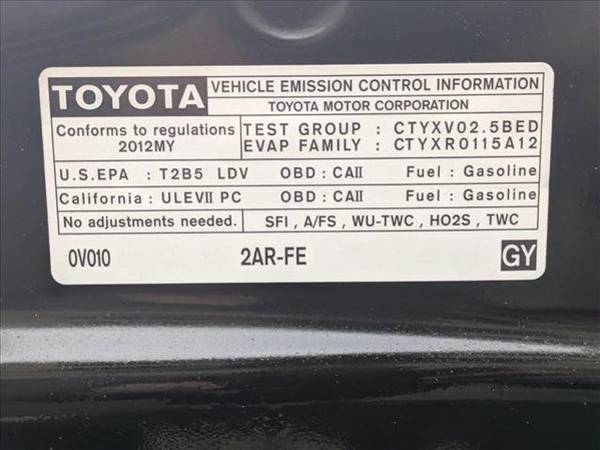 TOYOTA VEHICLE EMISSION CONTROL INFORMATION
TOYOTA MOTOR CORPORATION
Conforms to regulations
2012MY
TEST GROUP : CTYXV02.5BED
EVAP FAMILY : CTYXR0115A12
U.S.EPA : T2B5 LDV OBD : CAII Fuel : Gasoline
California : ULEVII PC OBD : CAII Fuel : Gasoline
No adjustments needed. SFI , A/FS , WU-TWC , HO2S , TWC
0V010 2AR-FE GY